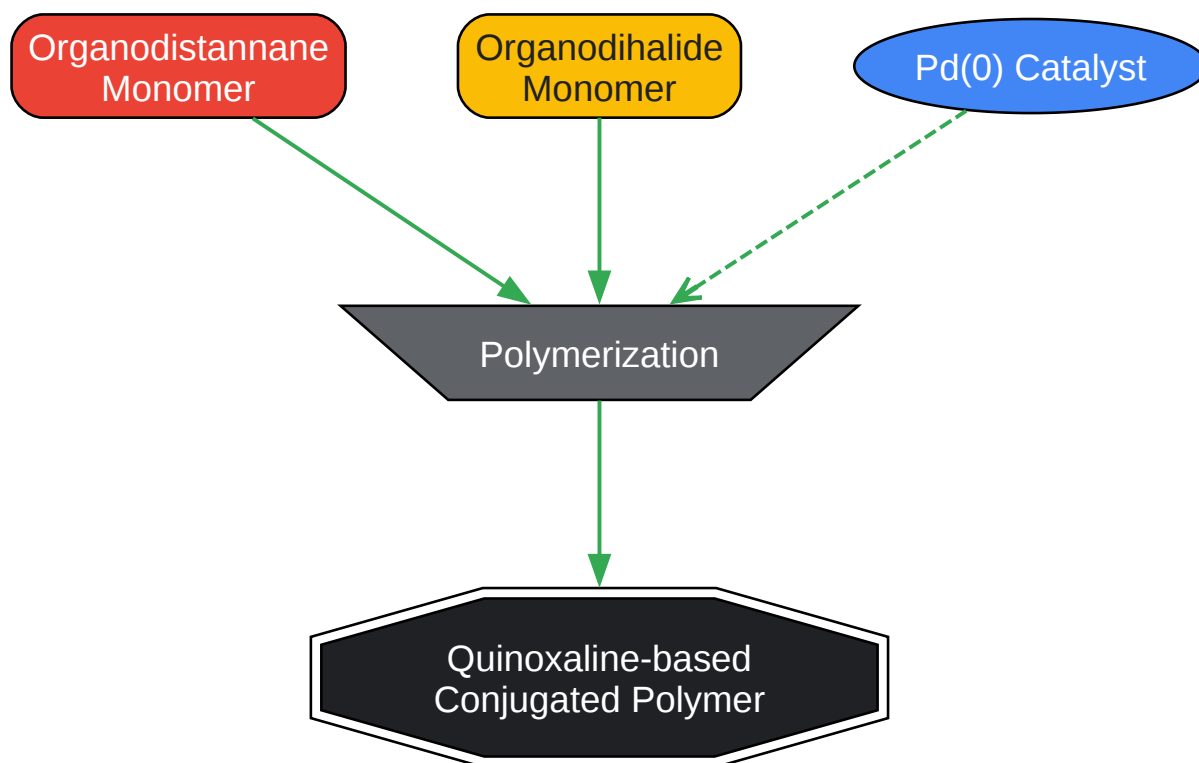 Organodistannane
Monomer
Organodihalide
Monomer
Pd(0) Catalyst
Polymerization
Quinoxaline-based
Conjugated Polymer